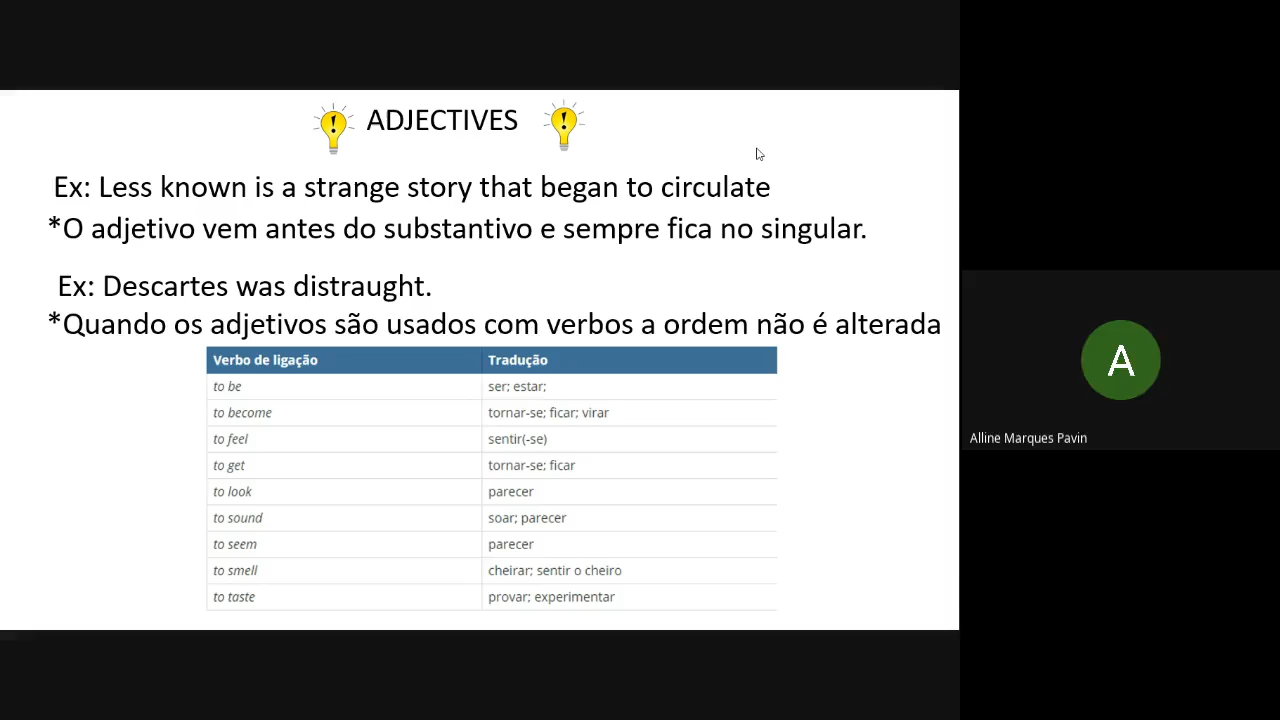 ADJECTIVES
Ex: Less known is a strange story that began to circulate
*O adjetivo vem antes do substantivo e sempre fica no singular.
Ex: Descartes was distraught.
*Quando os adjetivos são usados com verbos a ordem não é alterada
Verbo de ligação Tradução
to be ser; estar;
to become tornar-se; ficar; virar
to feel sentir(-se)
to get tornar-se; ficar
to look parecer
to sound soar; parecer
to seem parecer
to smell cheirar; sentir o cheiro
to taste provar; experimentar
A
Alline Marques Pavin